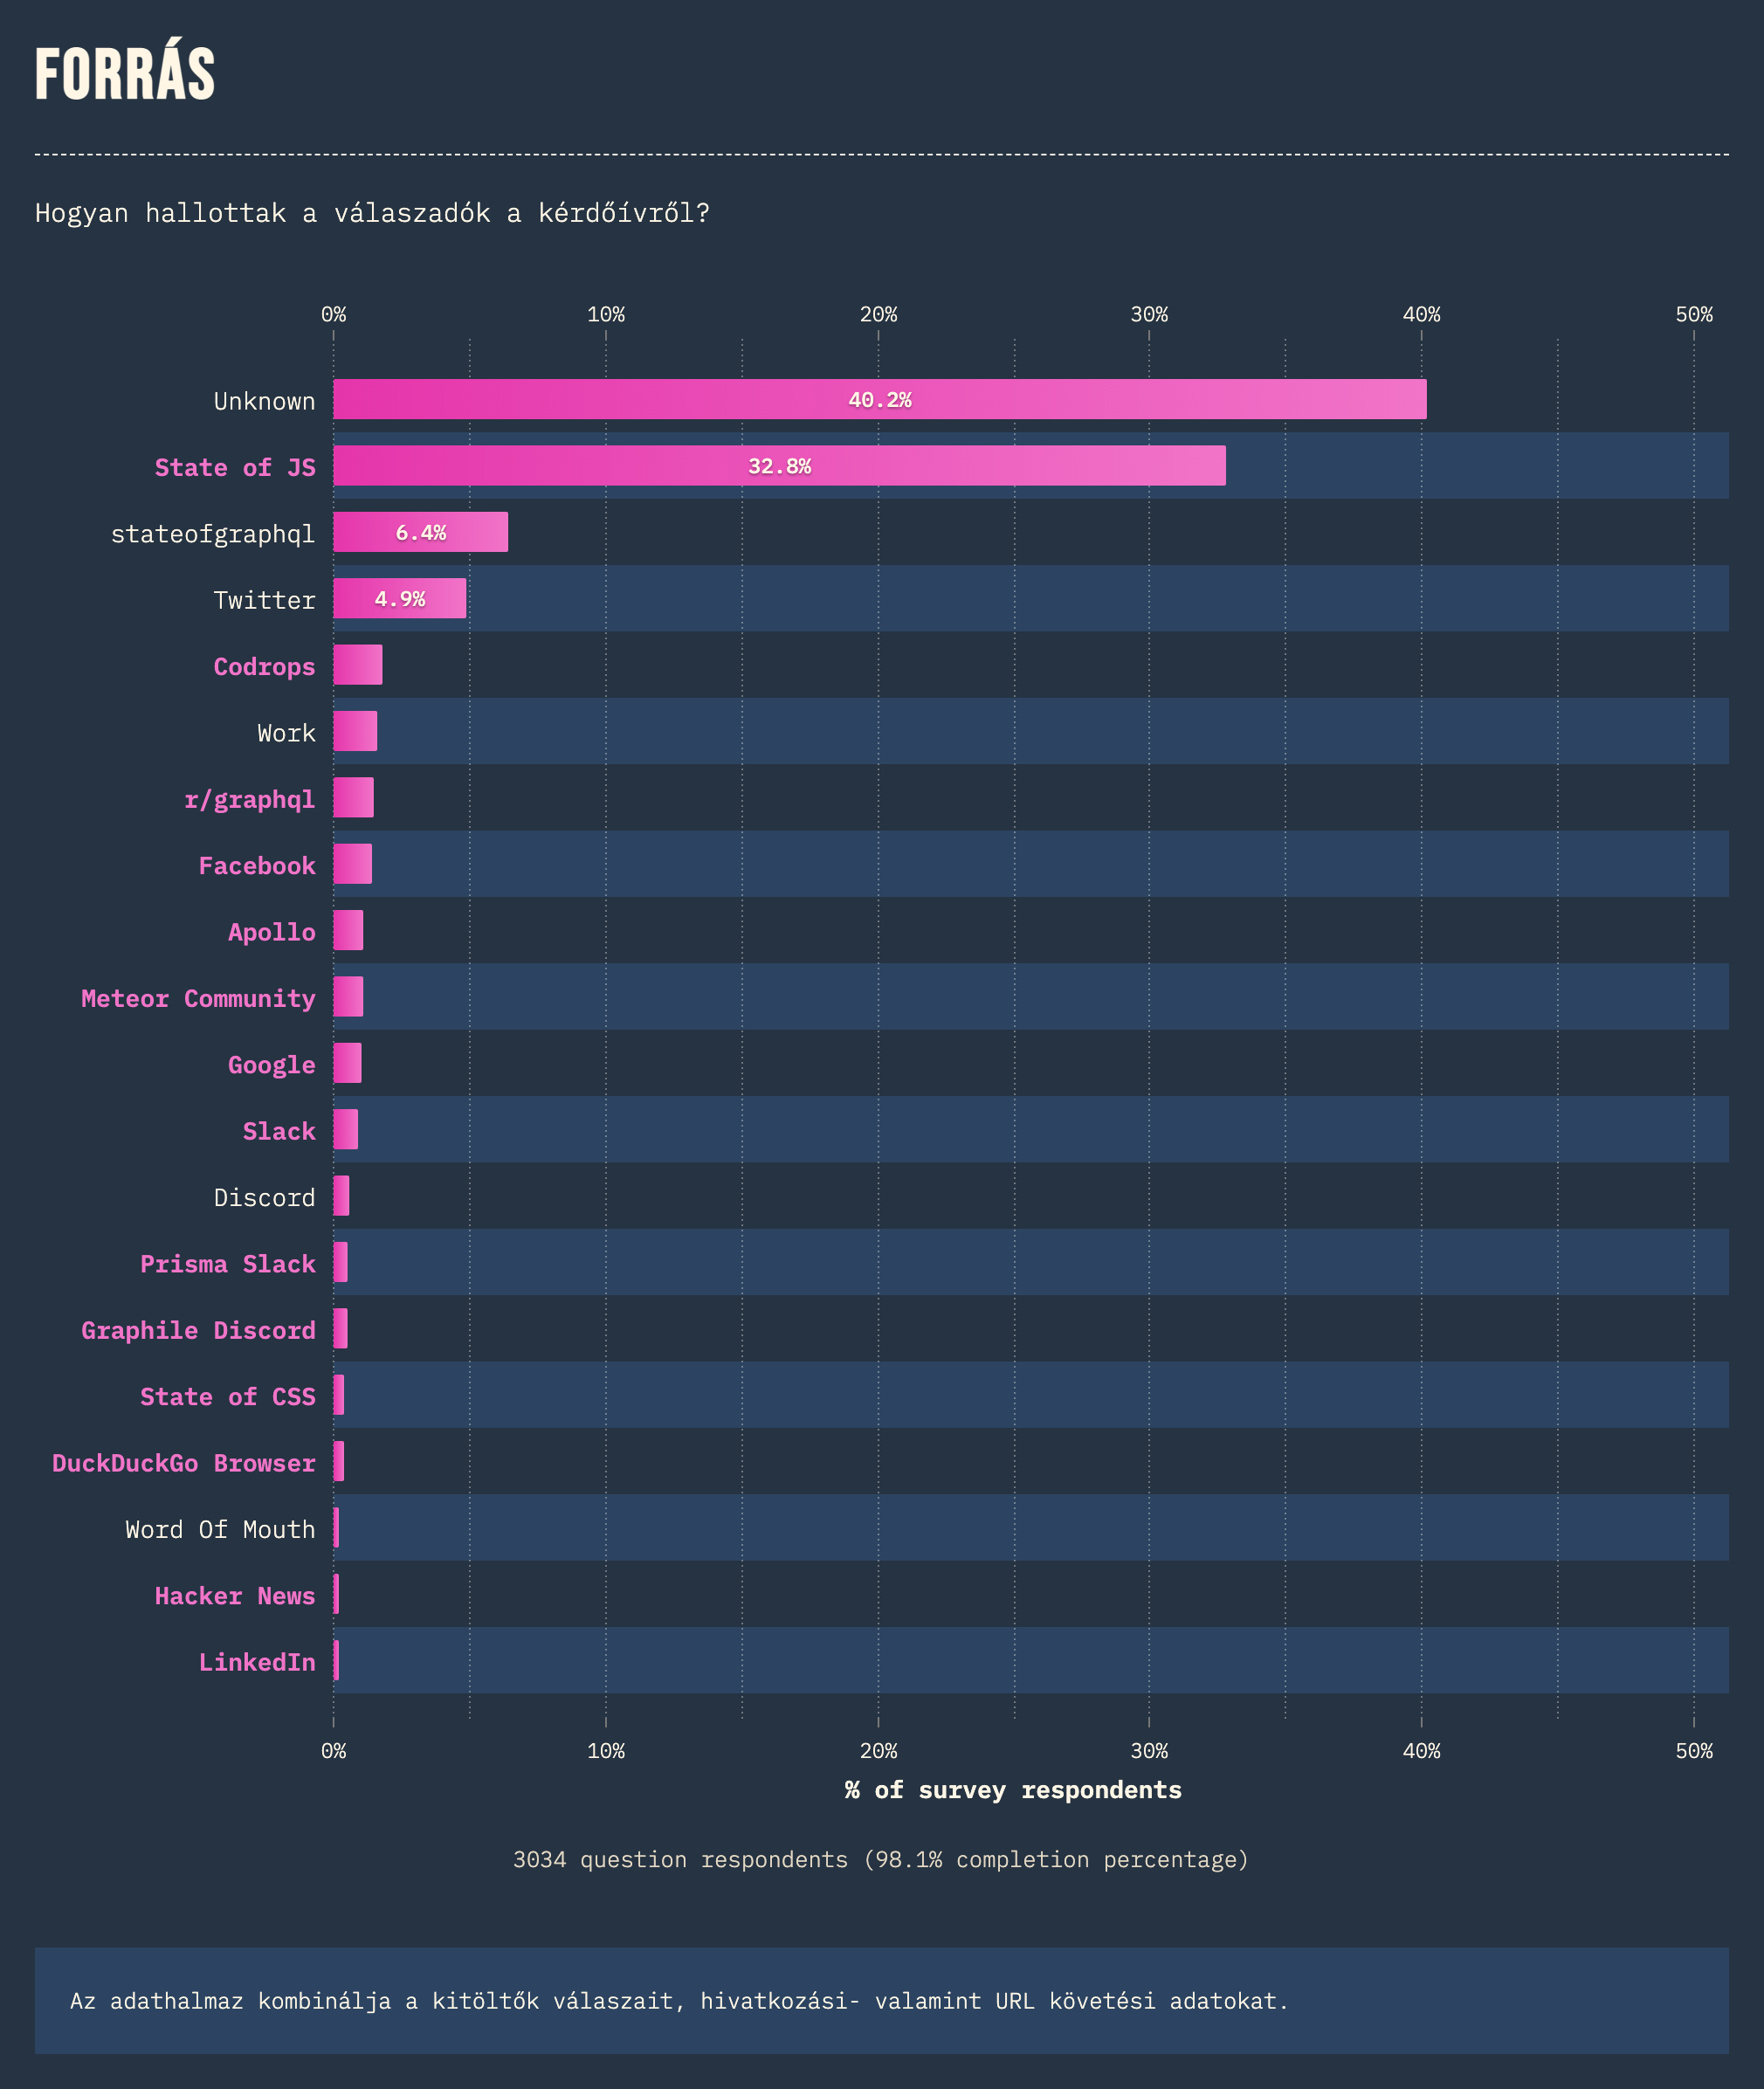 FORRÁS
Hogyan hallottak a válaszadók a kérdőívről?
0% 10% 20% 30% 40% 50%
Unknown 40.2%
State of JS 32.8%
stateofgraphql 6.4%
Twitter 4.9%
Codrops
Work
r/graphql
Facebook
Apollo
Meteor Community
Google
Slack
Discord
Prisma Slack
Graphile Discord
State of CSS
DuckDuckGo Browser
Word Of Mouth
Hacker News
LinkedIn
0% 10% 20% 30% 40% 50%
% of survey respondents
3034 question respondents (98.1% completion percentage)
Az adathalmaz kombinálja a kitöltők válaszait, hivatkozási- valamint URL követési adatokat.